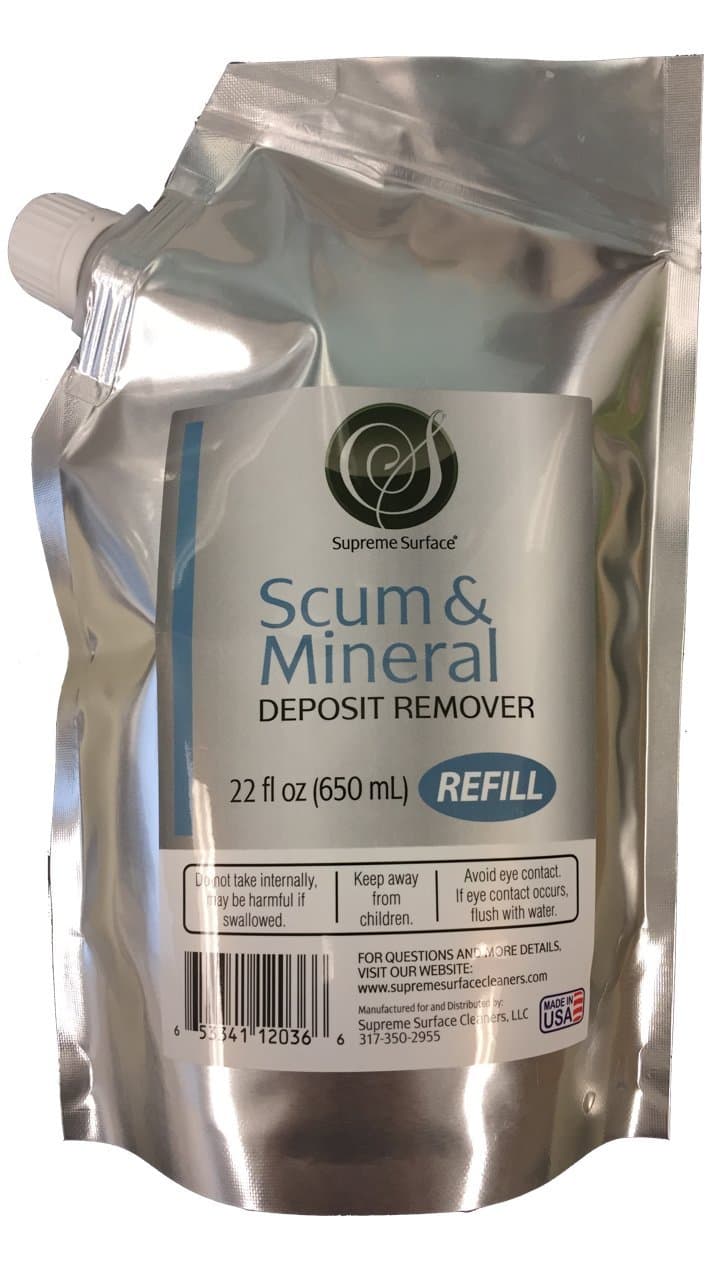 Supreme Surface®
Scum &
Mineral
DEPOSIT REMOVER
22 fl oz (650 mL) REFILL
Do not take internally,
may be harmful if
swallowed.
Keep away
from
children.
Avoid eye contact.
If eye contact occurs,
flush with water.
FOR QUESTIONS AND MORE DETAILS,
VISIT OUR WEBSITE:
www.supremesurfacecleaners.com
Manufactured for and Distributed by:
Supreme Surface Cleaners, LLC
317-350-2955
MADE IN
USA
6 53341 12036 6